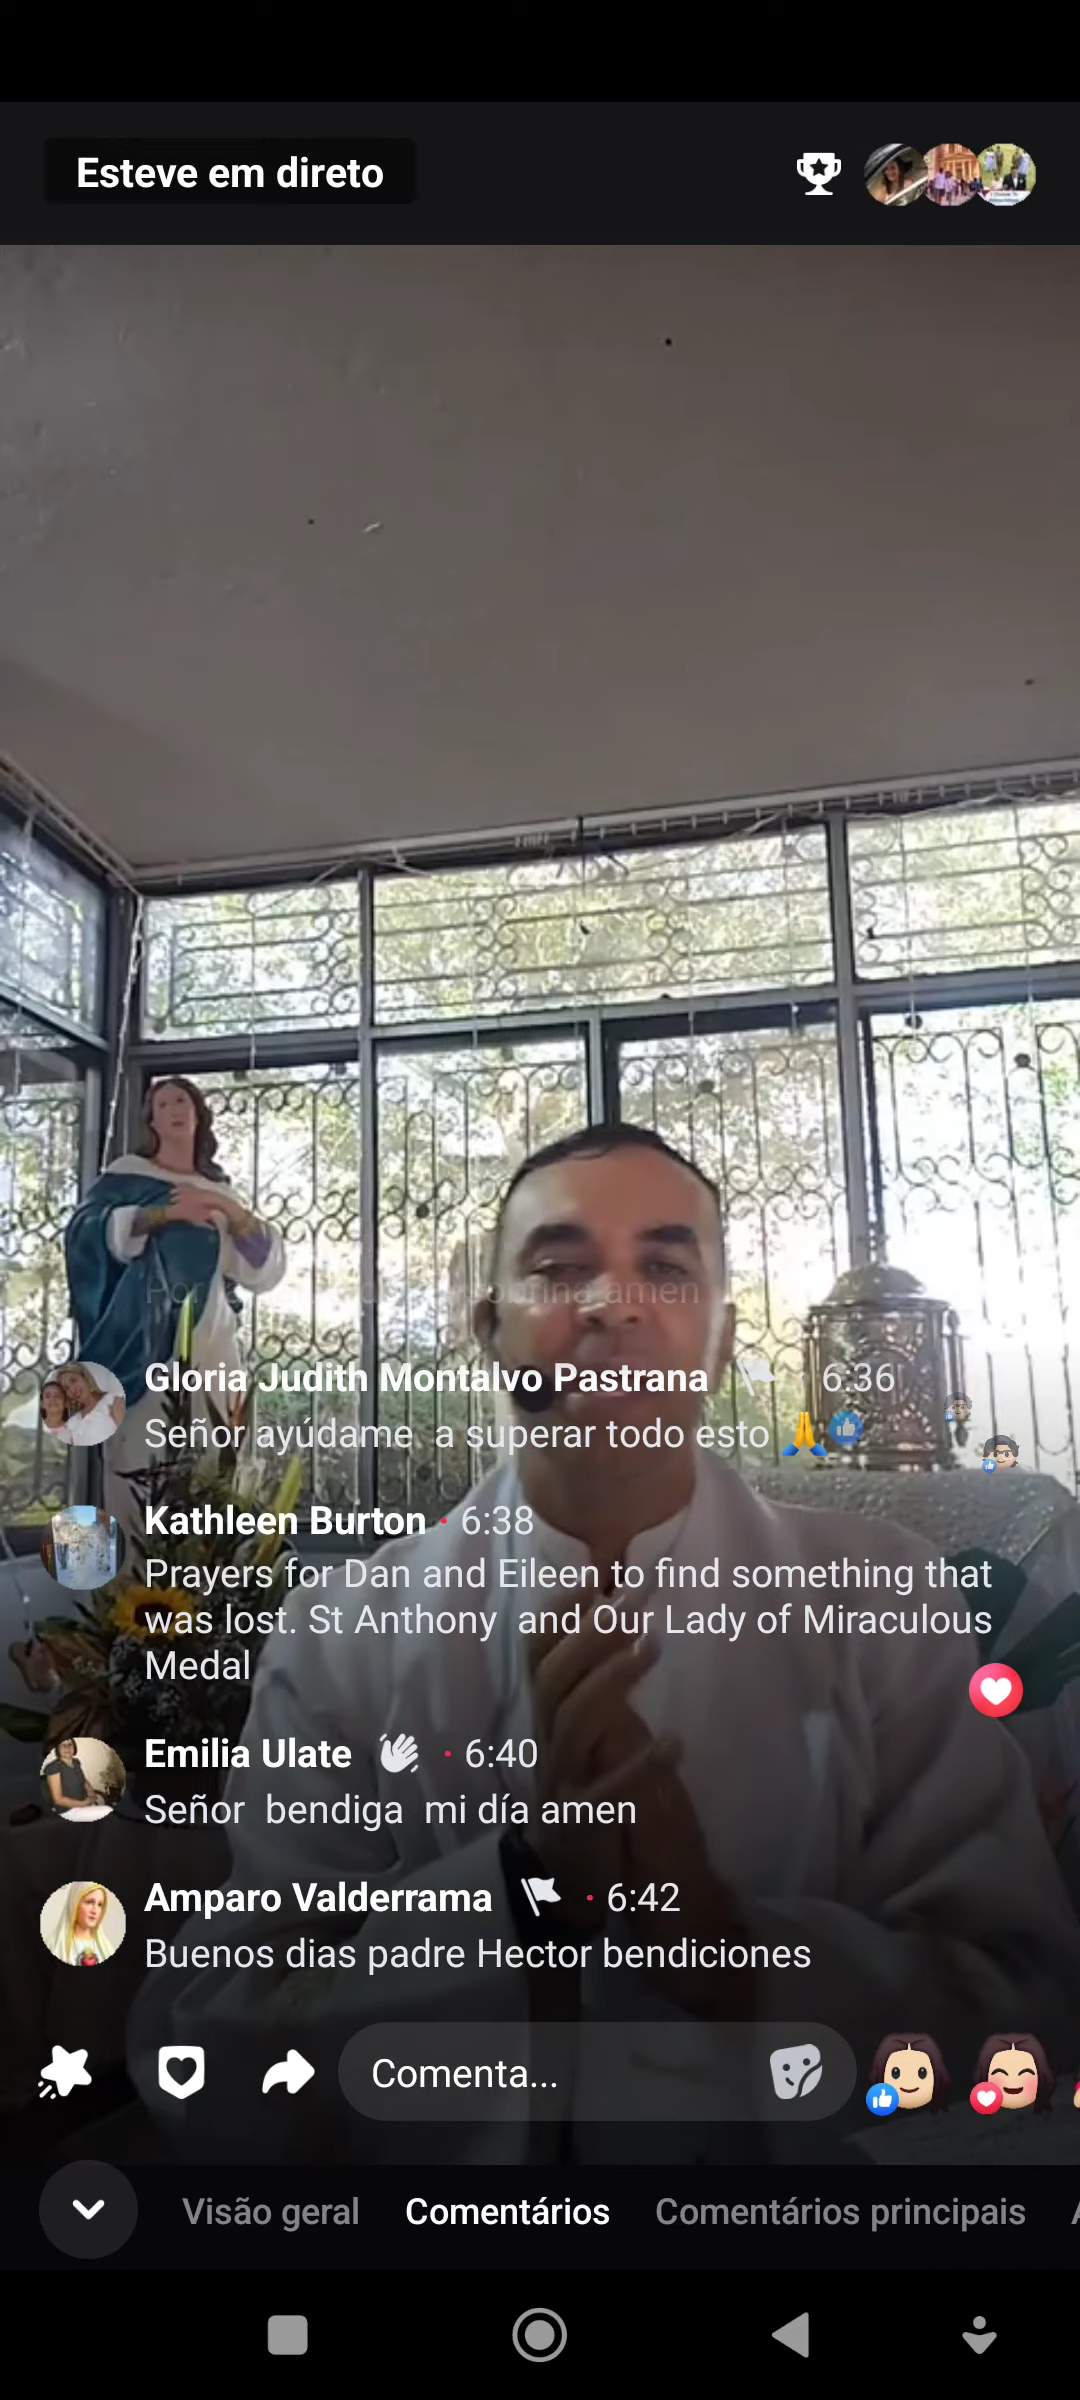 Esteve em direto
sobrina amen
Gloria Judith Montalvo Pastrana · 6:36
Señor ayúdame a superar todo esto 🙏
Kathleen Burton · 6:38
Prayers for Dan and Eileen to find something that
was lost. St Anthony and Our Lady of Miraculous
Medal
Emilia Ulate 👋 · 6:40
Señor bendiga mi día amen
Amparo Valderrama · 6:42
Buenos dias padre Hector bendiciones
Comenta...
Visão geral Comentários Comentários principais